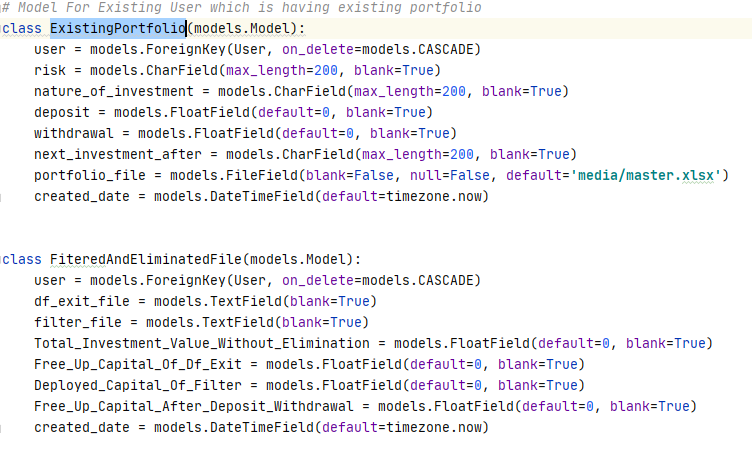 # Model For Existing User which is having existing portfolio
class ExistingPortfolio(models.Model):
    user = models.ForeignKey(User, on_delete=models.CASCADE)
    risk = models.CharField(max_length=200, blank=True)
    nature_of_investment = models.CharField(max_length=200, blank=True)
    deposit = models.FloatField(default=0, blank=True)
    withdrawal = models.FloatField(default=0, blank=True)
    next_investment_after = models.CharField(max_length=200, blank=True)
    portfolio_file = models.FileField(blank=False, null=False, default='media/master.xlsx')
    created_date = models.DateTimeField(default=timezone.now)
class FiteredAndEliminatedFile(models.Model):
    user = models.ForeignKey(User, on_delete=models.CASCADE)
    df_exit_file = models.TextField(blank=True)
    filter_file = models.TextField(blank=True)
    Total_Investment_Value_Without_Elimination = models.FloatField(default=0, blank=True)
    Free_Up_Capital_Of_Df_Exit = models.FloatField(default=0, blank=True)
    Deployed_Capital_Of_Filter = models.FloatField(default=0, blank=True)
    Free_Up_Capital_After_Deposit_Withdrawal = models.FloatField(default=0, blank=True)
    created_date = models.DateTimeField(default=timezone.now)